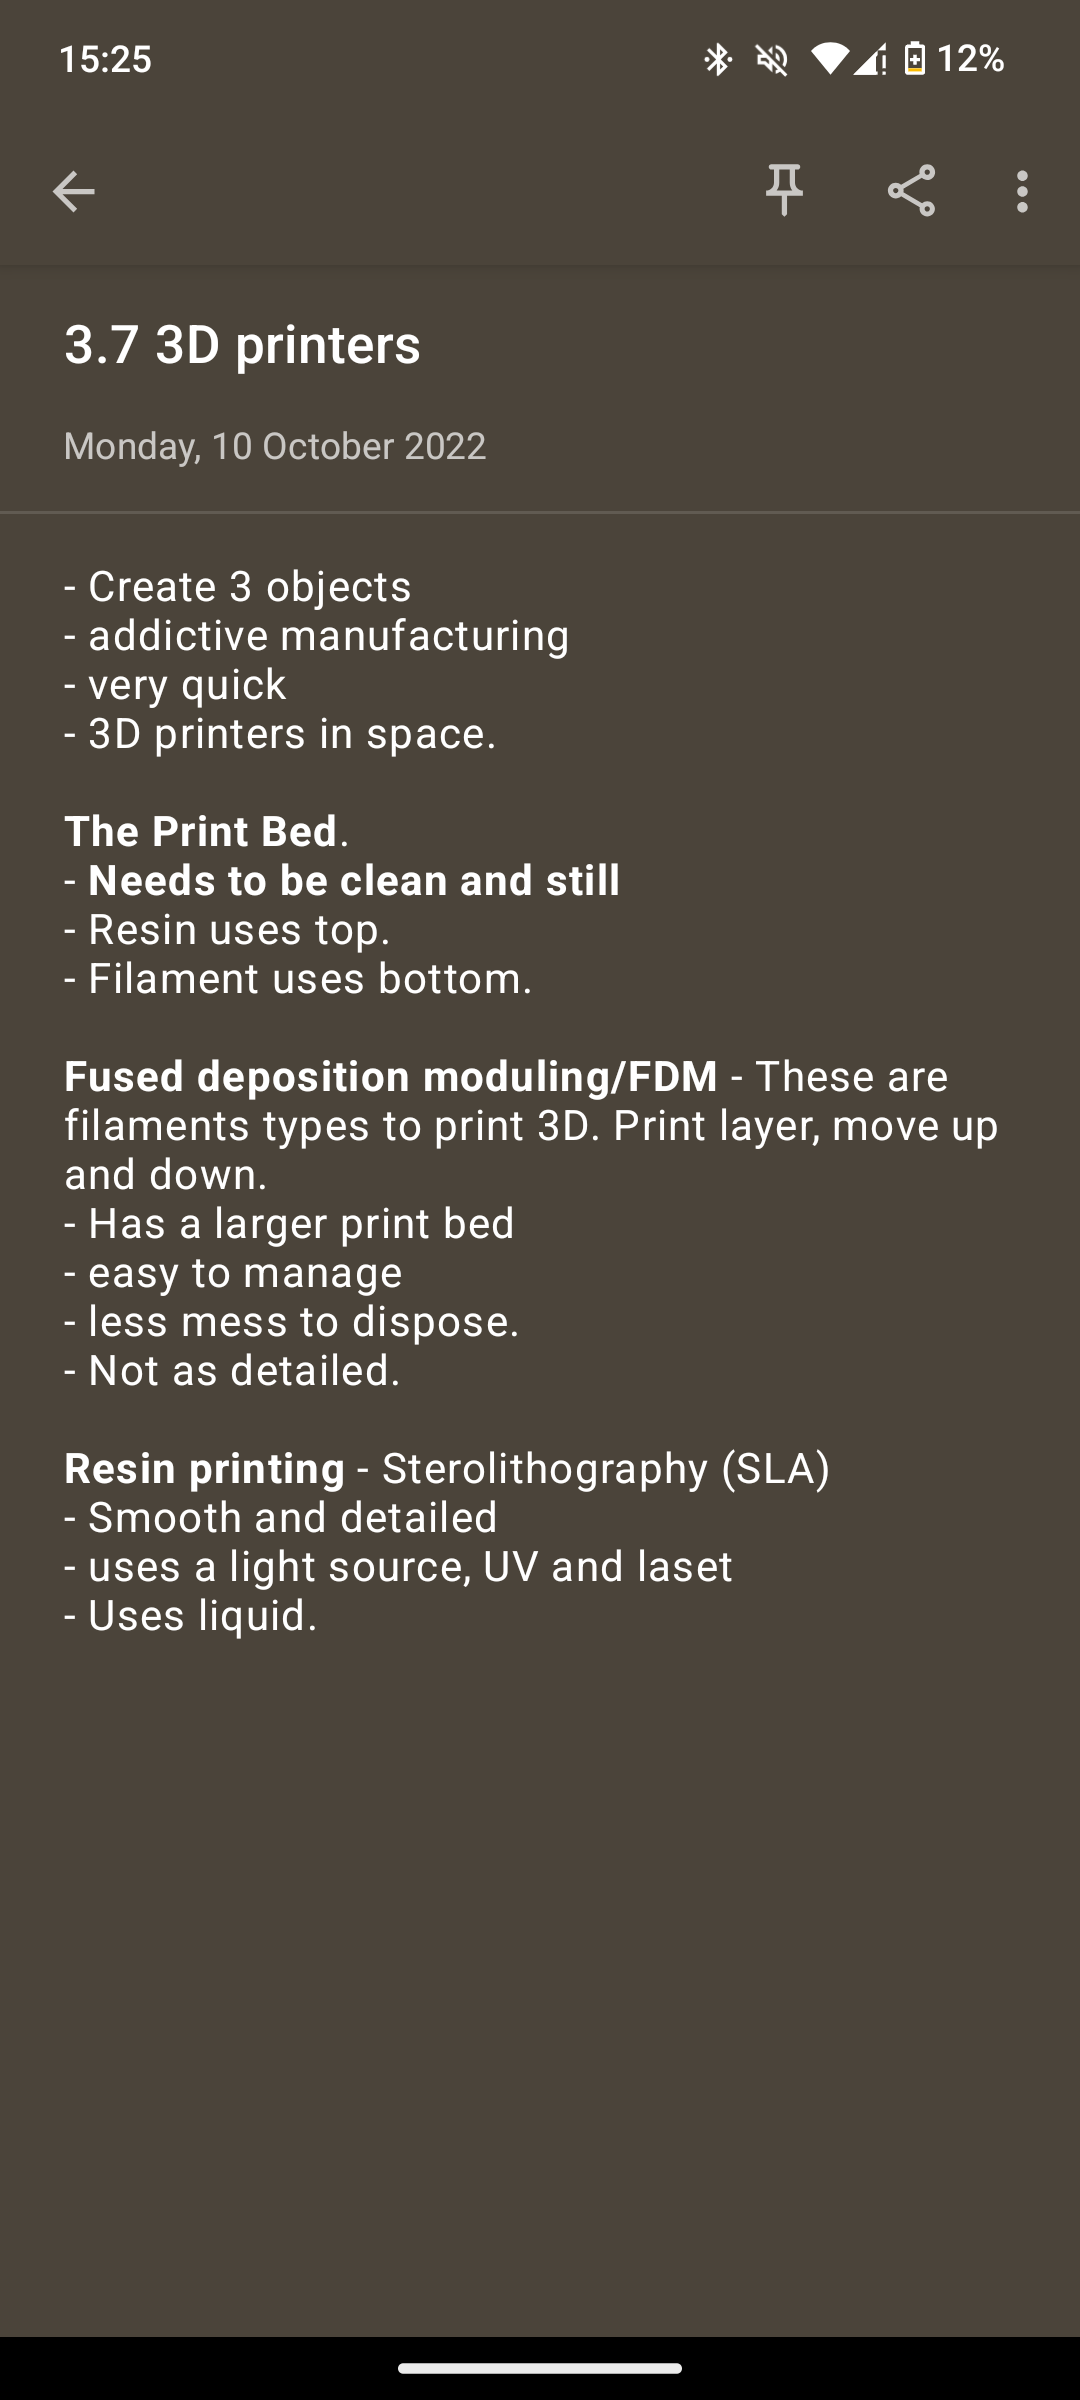 15:25
12%
3.7 3D printers
Monday, 10 October 2022
- Create 3 objects
- addictive manufacturing
- very quick
- 3D printers in space.
The Print Bed.
- Needs to be clean and still
- Resin uses top.
- Filament uses bottom.
Fused deposition moduling/FDM - These are
filaments types to print 3D. Print layer, move up
and down.
- Has a larger print bed
- easy to manage
- less mess to dispose.
- Not as detailed.
Resin printing - Sterolithography (SLA)
- Smooth and detailed
- uses a light source, UV and laset
- Uses liquid.